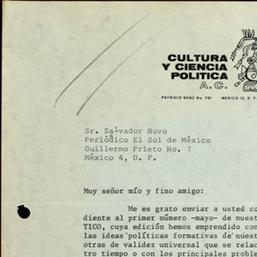 CULTURA
Y CIENCIA
POLITICA
A.C.
PATRICIO SANZ No. 751 MEXICO 12, D. F.
Sr. Salvador Novo
Periódico El Sol de México
Guillermo Prieto No. 7
México 4, D. F.
Muy señor mío y fino amigo:
Me es grato enviar a usted co
diente al primer número -mayo- de nuest
TICO, cuya edición hemos emprendido con
las ideas políticas formativas de nuest
otras de validez universal que se relac
tro tiempo o con los principales proble